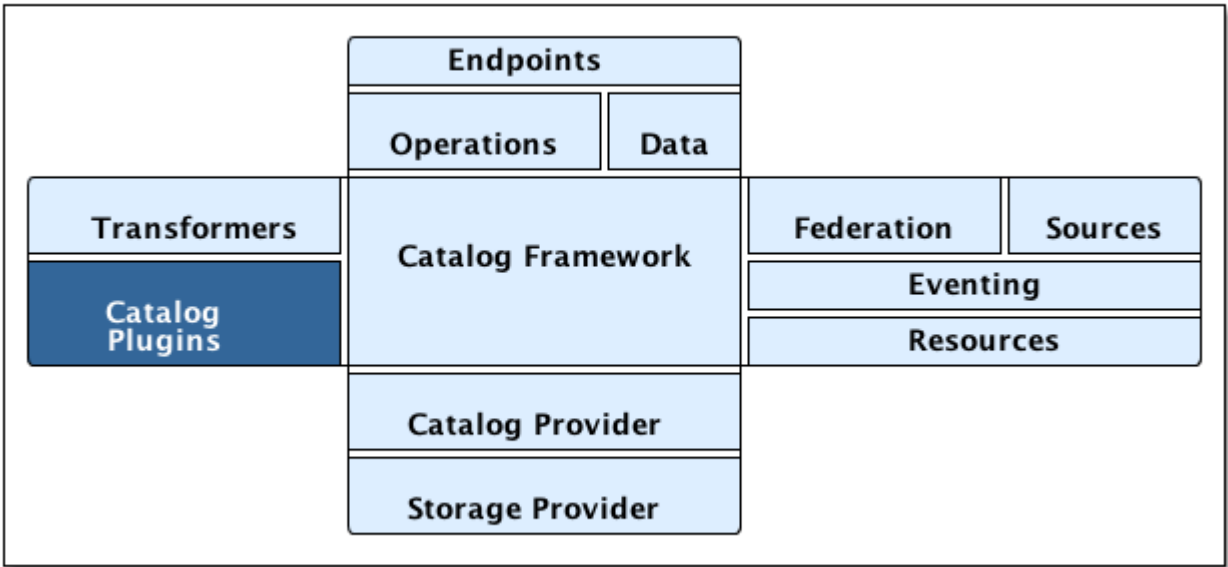 Endpoints
Operations
Data
Transformers
Catalog Framework
Federation
Sources
Catalog
Plugins
Eventing
Resources
Catalog Provider
Storage Provider